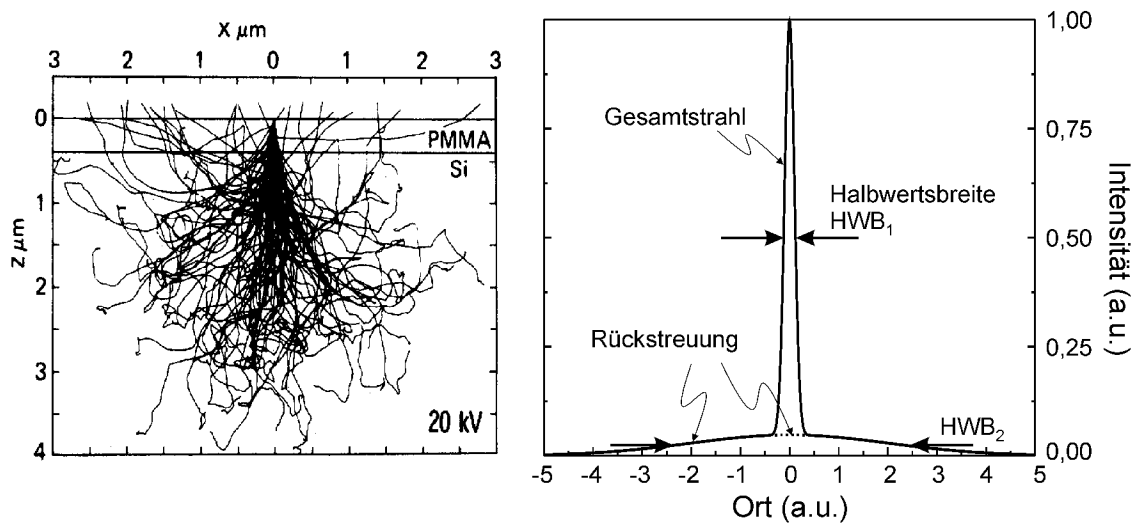 X µm
3 2 1 0 1 2 3
0
PMMA
Si
1
2
3
4
z µm
20 kV
1,00
Gesamtstrahl
0,75
Halbwertsbreite
HWB₁
0,50
Rückstreuung
0,25
HWB₂
0,00
-5 -4 -3 -2 -1 0 1 2 3 4 5
Ort (a.u.)
Intensität (a.u.)